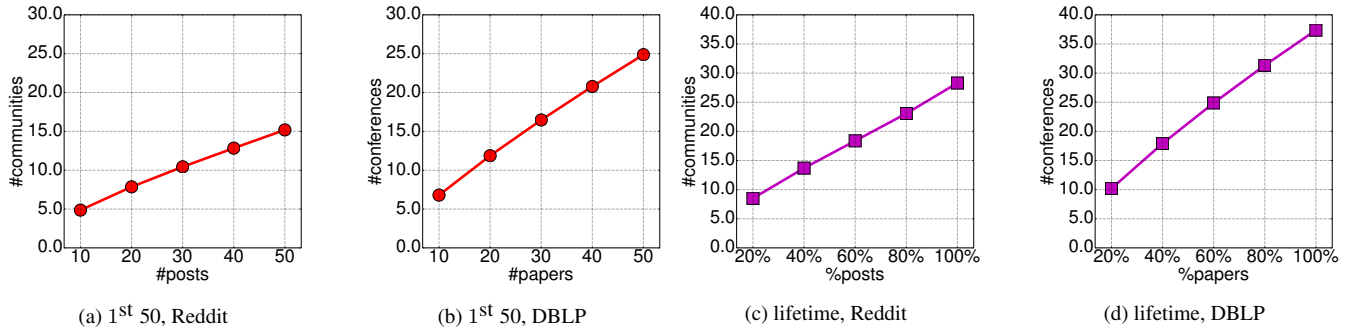 30.0
25.0
20.0
15.0
10.0
5.0
0.0
#communities
10 20 30 40 50
#posts
(a) 1st 50, Reddit
30.0
25.0
20.0
15.0
10.0
5.0
0.0
#conferences
10 20 30 40 50
#papers
(b) 1st 50, DBLP
40.0
35.0
30.0
25.0
20.0
15.0
10.0
5.0
0.0
#communities
20% 40% 60% 80% 100%
%posts
(c) lifetime, Reddit
40.0
35.0
30.0
25.0
20.0
15.0
10.0
5.0
0.0
#conferences
20% 40% 60% 80% 100%
%papers
(d) lifetime, DBLP